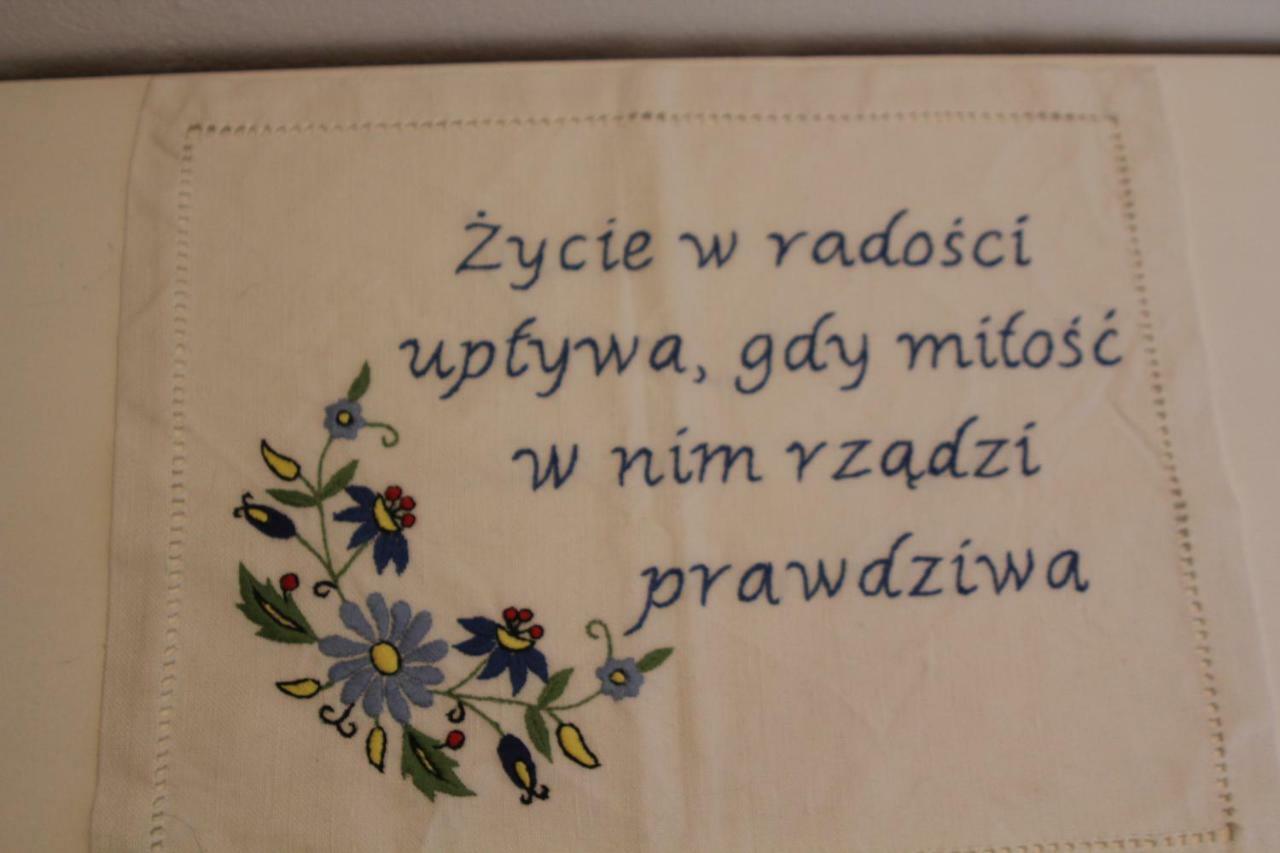 Życie w radości
upływa, gdy miłość
w nim rządzi
prawdziwa